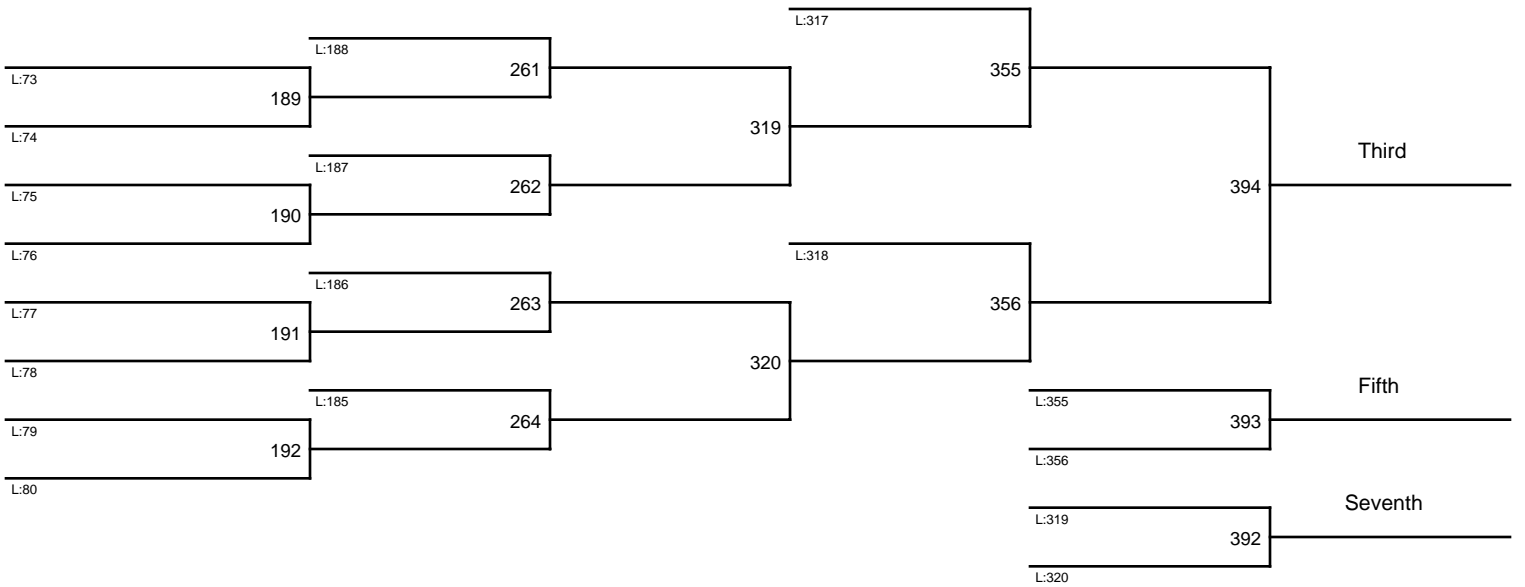 L:317
L:188
261
355
L:73
189
L:74
319
Third
L:187
262
394
L:75
190
L:76
L:318
L:186
263
356
L:77
191
L:78
320
Fifth
L:185
264
L:355
393
L:79
192
L:356
L:80
Seventh
L:319
392
L:320